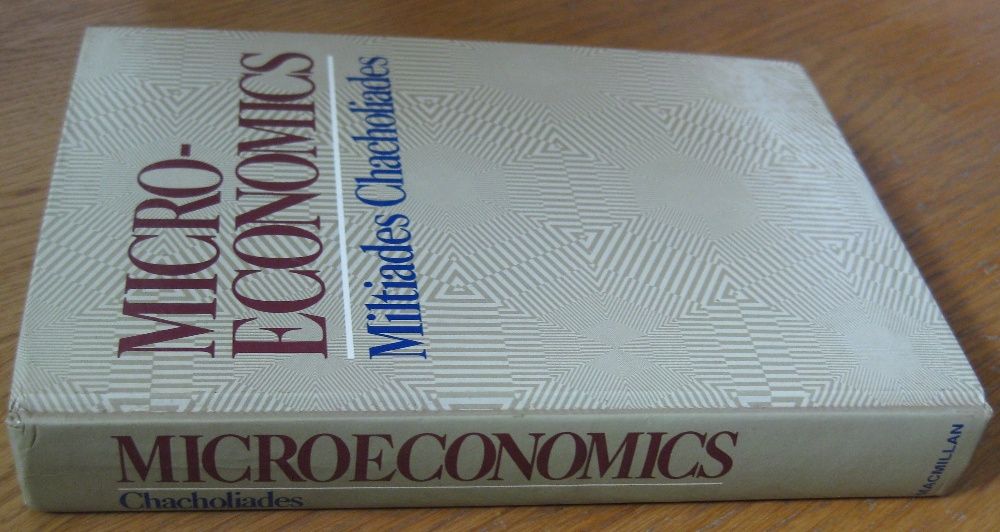 MICRO-
ECONOMICS
Miltiades Chacholiades
MICROECONOMICS
Chacholiades
MACMILLAN